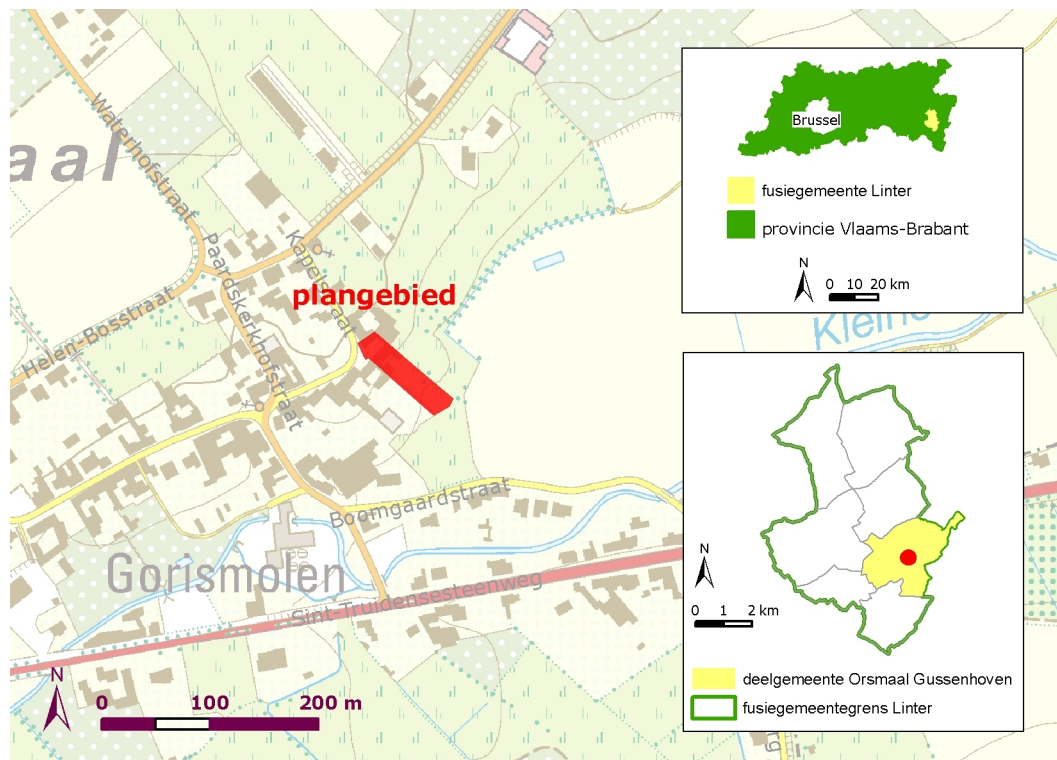 aal
Waterhofstraat
Paardskerkhofstraat
Kapelstraat
Helen-Bosstraat
plangebied
Boomgaardstraat
Gorismolen
Sint-Truidensesteenweg
N
0 100 200 m
Brussel
fusiegemeente Linter
provincie Vlaams-Brabant
N
0 10 20 km
Kleine
N
0 1 2 km
deelgemeente Orsmaal Gussenhoven
fusiegemeentegrens Linter